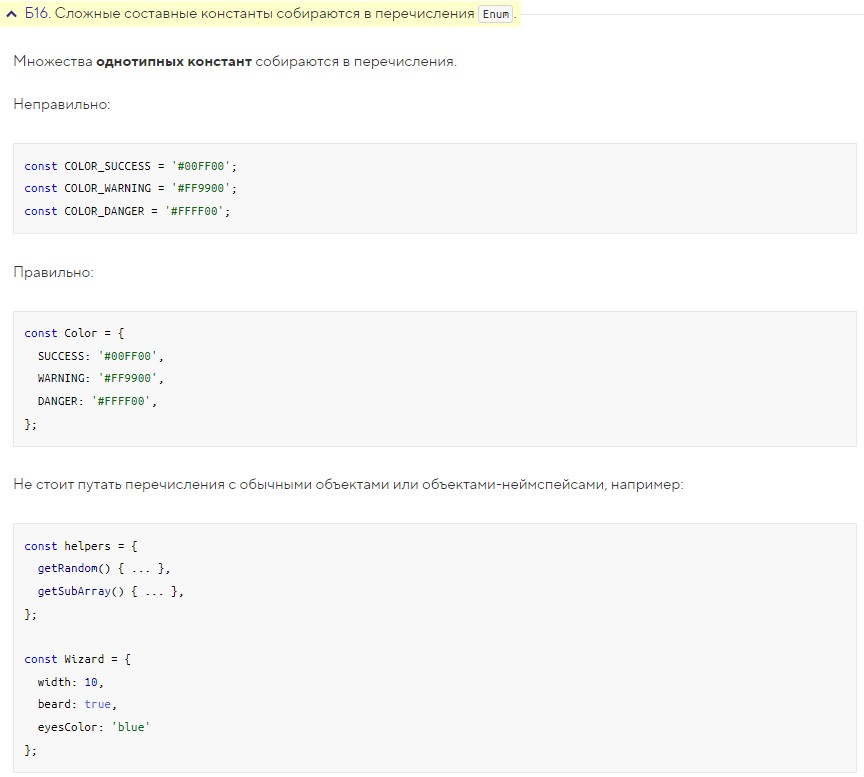 Б16. Сложные составные константы собираются в перечисления Enum.
Множества однотипных констант собираются в перечисления.
Неправильно:
const COLOR_SUCCESS = '#00FF00';
const COLOR_WARNING = '#FF9900';
const COLOR_DANGER = '#FFFF00';
Правильно:
const Color = {
  SUCCESS: '#00FF00',
  WARNING: '#FF9900',
  DANGER: '#FFFF00',
};
Не стоит путать перечисления с обычными объектами или объектами-неймспейсами, например:
const helpers = {
  getRandom() { ... },
  getSubArray() { ... },
};
const Wizard = {
  width: 10,
  beard: true,
  eyesColor: 'blue'
};